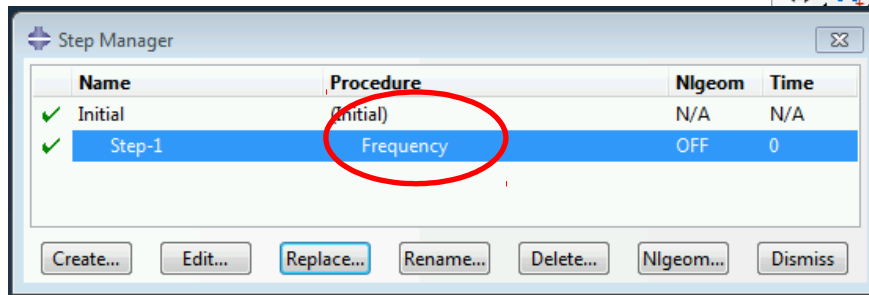 Step Manager
Name Procedure Nlgeom Time
Initial (Initial) N/A N/A
Step-1 Frequency OFF 0
Create... Edit... Replace... Rename... Delete... Nlgeom... Dismiss